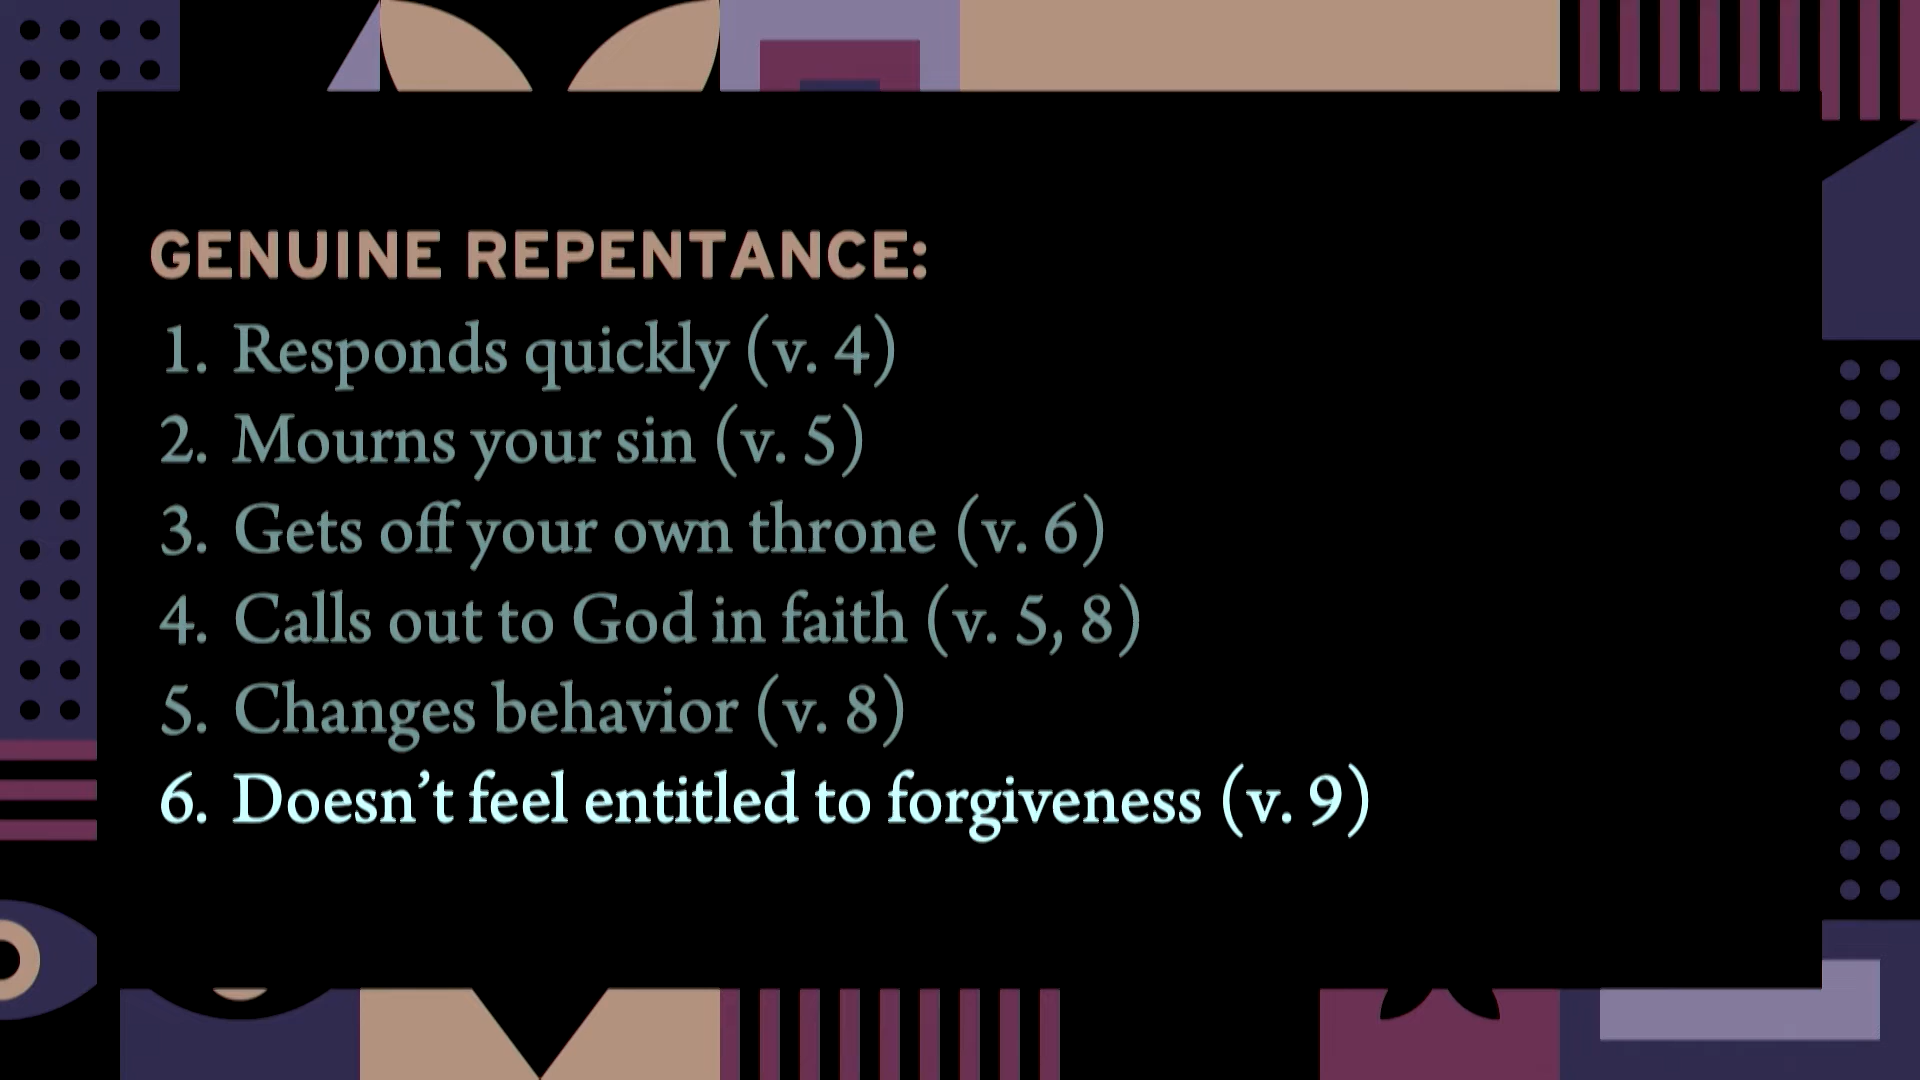 GENUINE REPENTANCE:
1. Responds quickly (v. 4)
2. Mourns your sin (v. 5)
3. Gets off your own throne (v. 6)
4. Calls out to God in faith (v. 5, 8)
5. Changes behavior (v. 8)
6. Doesn’t feel entitled to forgiveness (v. 9)